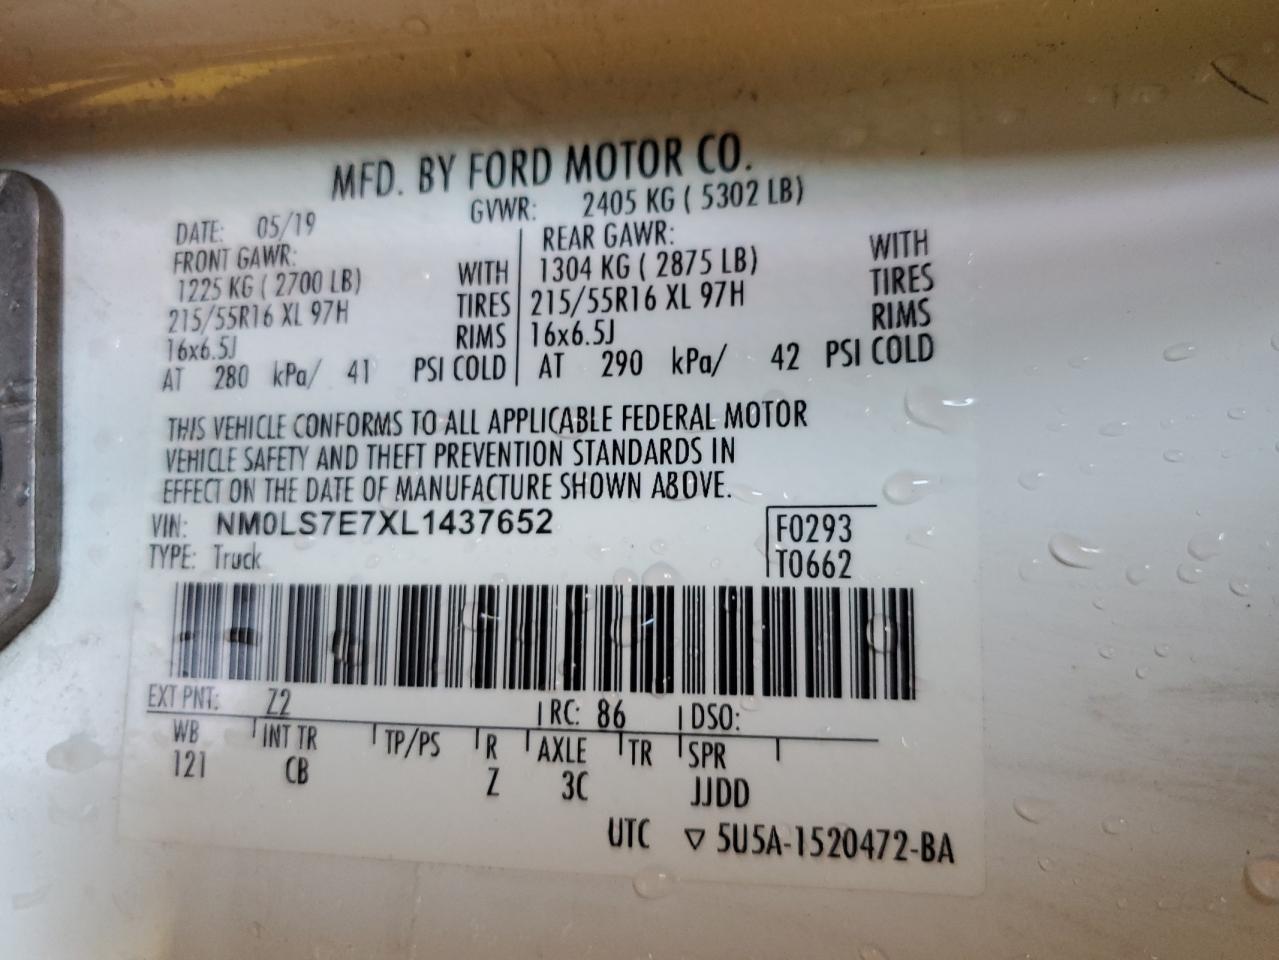 MFD. BY FORD MOTOR CO.
DATE: 05/19 GVWR: 2405 KG ( 5302 LB)
FRONT GAWR: REAR GAWR:
1225 KG ( 2700 LB) WITH 1304 KG ( 2875 LB) WITH
215/55R16 XL 97H TIRES 215/55R16 XL 97H TIRES
16x6.5J RIMS 16x6.5J RIMS
AT 280 kPa/ 41 PSI COLD AT 290 kPa/ 42 PSI COLD
THIS VEHICLE CONFORMS TO ALL APPLICABLE FEDERAL MOTOR
VEHICLE SAFETY AND THEFT PREVENTION STANDARDS IN
EFFECT ON THE DATE OF MANUFACTURE SHOWN ABOVE.
VIN: NM0LS7E7XL1437652 F0293
TYPE: Truck T0662
EXT PNT: Z2 RC: 86 DSO:
WB INT TR TP/PS R AXLE TR SPR
121 CB Z 3C JJDD
UTC ▽ 5U5A-1520472-BA